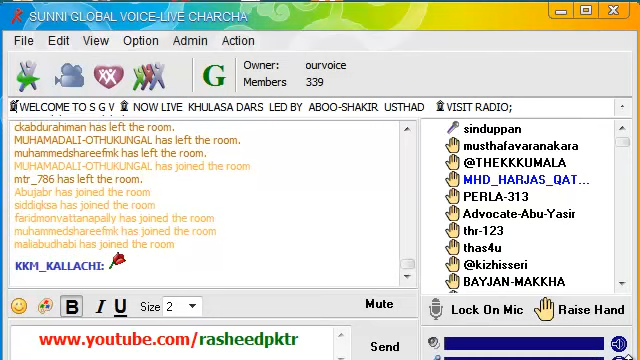 SUNNI GLOBAL VOICE-LIVE CHARCHA
File Edit View Option Admin Action
Owner: ourvoice
Members 339
G
WELCOME TO S G V NOW LIVE KHULASA DARS LED BY ABOO-SHAKIR USTHAD VISIT RADIO;
ckabdurahiman has left the room.
MUHAMADALI-OTHUKUNGAL has left the room.
muhammedshareefmk has left the room.
MUHAMADALI-OTHUKUNGAL has joined the room
mtr_786 has left the room.
Abujabr has joined the room
siddiqksa has joined the room
faridmonvattanapally has joined the room
muhammedshareefmk has joined the room
maliabudhabi has joined the room
KKM_KALLACHI:
sinduppan
musthafavaranakara
@THEKKKUMALA
MHD_HARJAS_QAT...
PERLA-313
Advocate-Abu-Yasir
thr-123
thas4u
@kizhisseri
BAYJAN-MAKKHA
B I U Size 2 Mute
Lock On Mic Raise Hand
www.youtube.com/rasheedpktr
Send